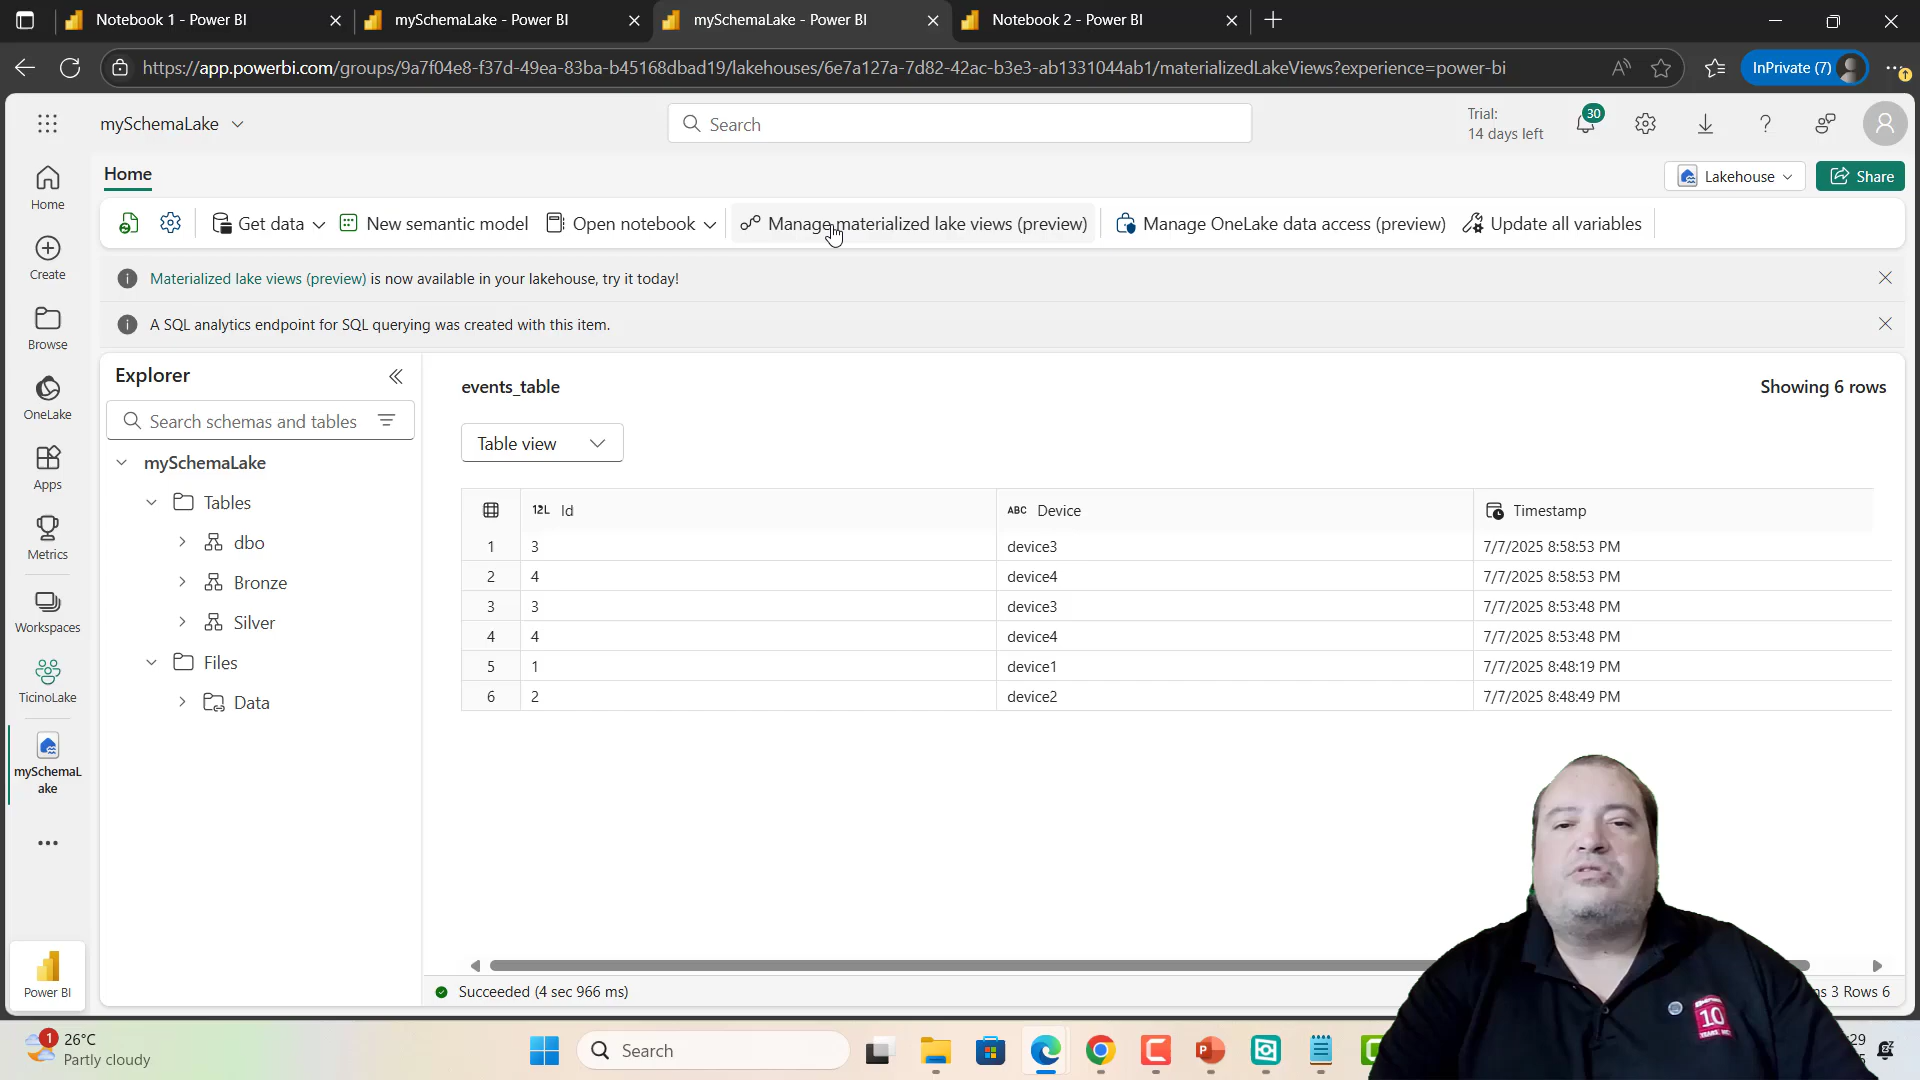 Notebook 1 - Power BI
mySchemaLake - Power BI
mySchemaLake - Power BI
Notebook 2 - Power BI
https://app.powerbi.com/groups/9a7f04e8-f37d-49ea-83ba-b45168dbad19/lakehouses/6e7a127a-7d82-42ac-b3e3-ab1331044ab1/materializedLakeViews?experience=power-bi
InPrivate (7)
mySchemaLake
Search
Trial:
14 days left
30
Home
Lakehouse
Share
Get data
New semantic model
Open notebook
Manage materialized lake views (preview)
Manage OneLake data access (preview)
Update all variables
Materialized lake views (preview) is now available in your lakehouse, try it today!
A SQL analytics endpoint for SQL querying was created with this item.
Home
Create
Browse
OneLake
Apps
Metrics
Workspaces
TicinoLake
mySchemaL
ake
Power BI
Explorer
Search schemas and tables
mySchemaLake
Tables
dbo
Bronze
Silver
Files
Data
events_table
Showing 6 rows
Table view
12L Id ABC Device Timestamp
1 3 device3 7/7/2025 8:58:53 PM
2 4 device4 7/7/2025 8:58:53 PM
3 3 device3 7/7/2025 8:53:48 PM
4 4 device4 7/7/2025 8:53:48 PM
5 1 device1 7/7/2025 8:48:19 PM
6 2 device2 7/7/2025 8:48:49 PM
Succeeded (4 sec 966 ms)
3 Rows 6
10
1
26°C
Partly cloudy
Search